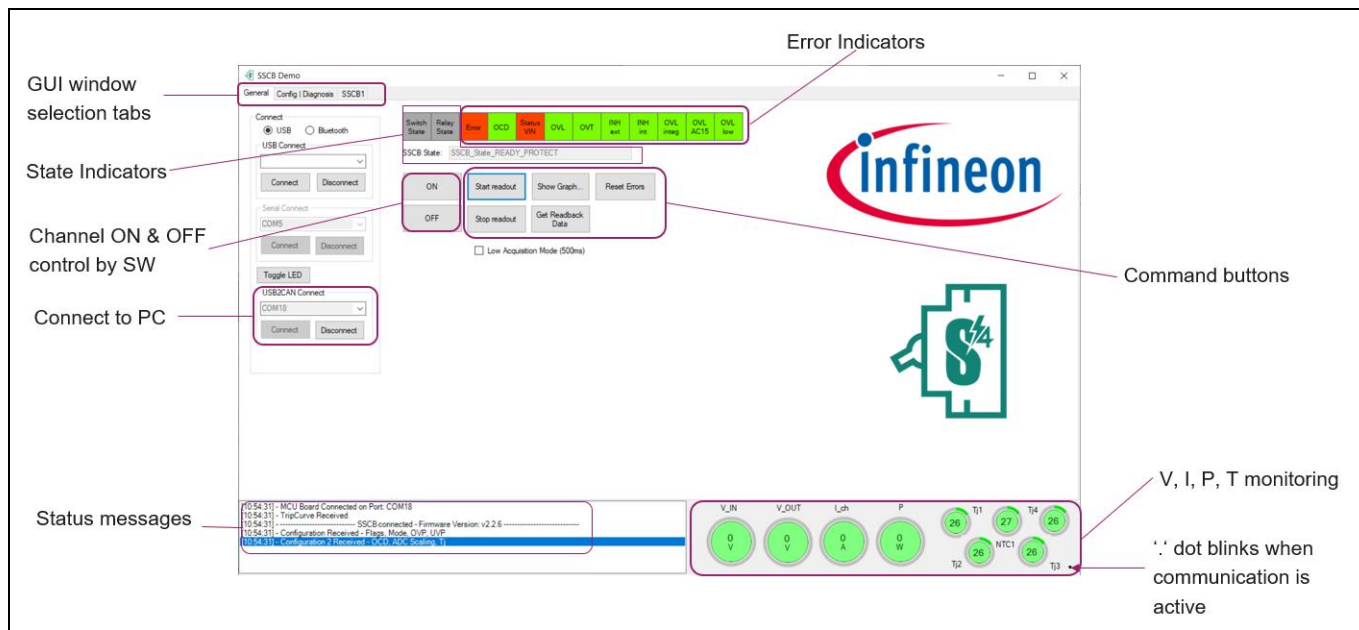 Error Indicators
GUI window
selection tabs
State Indicators
Channel ON & OFF
control by SW
Connect to PC
Status messages
Command buttons
V, I, P, T monitoring
‘.‘ dot blinks when
communication is
active
SSCB Demo
General Config | Diagnosis SSCB1
Connect
USB Bluetooth
USB Connect
Connect Disconnect
Serial Connect
COM5
Connect Disconnect
Toggle LED
USB2CAN Connect
COM18
Connect Disconnect
Switch State
Relay State
Error
OCD
Status VIN
OVL
OVT
INH ext
INH int
OVL integ
OVL AC15
OVL low
SSCB State: SSCB_State_READY_PROTECT
ON
OFF
Start readout Show Graph... Reset Errors
Stop readout Get Readback Data
Low Acquisition Mode (500ms)
infineon
S4
[10:54:31] - MCU Board Connected on Port: COM18
[10:54:31] - TripCurve Received
[10:54:31] - ------------------------------ SSCB connected - Firmware Version: v2.2.6 ------------------------------
[10:54:31] - Configuration Received - Flags, Mode, OVP, UVP
[10:54:31] - Configuration 2 Received - OCD, ADC Scaling, Tj
V_IN V_OUT I_ch P
0 V
0 V
0 A
0 W
26 Tj1 27 Tj4 26
Tj2 26 NTC1 26 Tj3